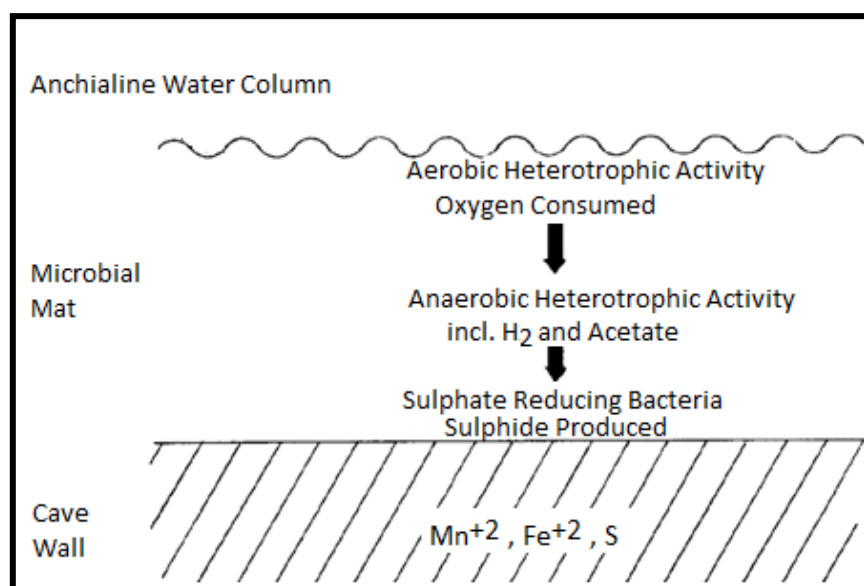 Anchialine Water Column
Aerobic Heterotrophic Activity
Oxygen Consumed
Microbial
Mat
Anaerobic Heterotrophic Activity
incl. H2 and Acetate
Sulphate Reducing Bacteria
Sulphide Produced
Cave
Wall
Mn+2 , Fe+2 , S